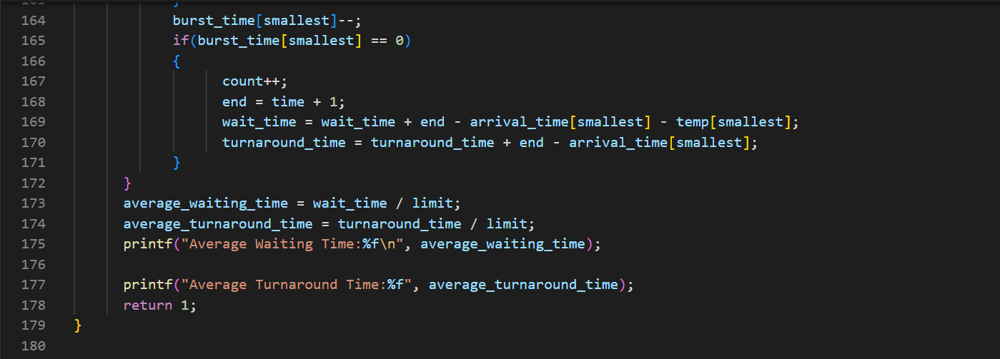 164 burst_time[smallest]--;
165 if(burst_time[smallest] == 0)
166 {
167 count++;
168 end = time + 1;
169 wait_time = wait_time + end - arrival_time[smallest] - temp[smallest];
170 turnaround_time = turnaround_time + end - arrival_time[smallest];
171 }
172 }
173 average_waiting_time = wait_time / limit;
174 average_turnaround_time = turnaround_time / limit;
175 printf("Average Waiting Time:%f\n", average_waiting_time);
176
177 printf("Average Turnaround Time:%f", average_turnaround_time);
178 return 1;
179 }
180